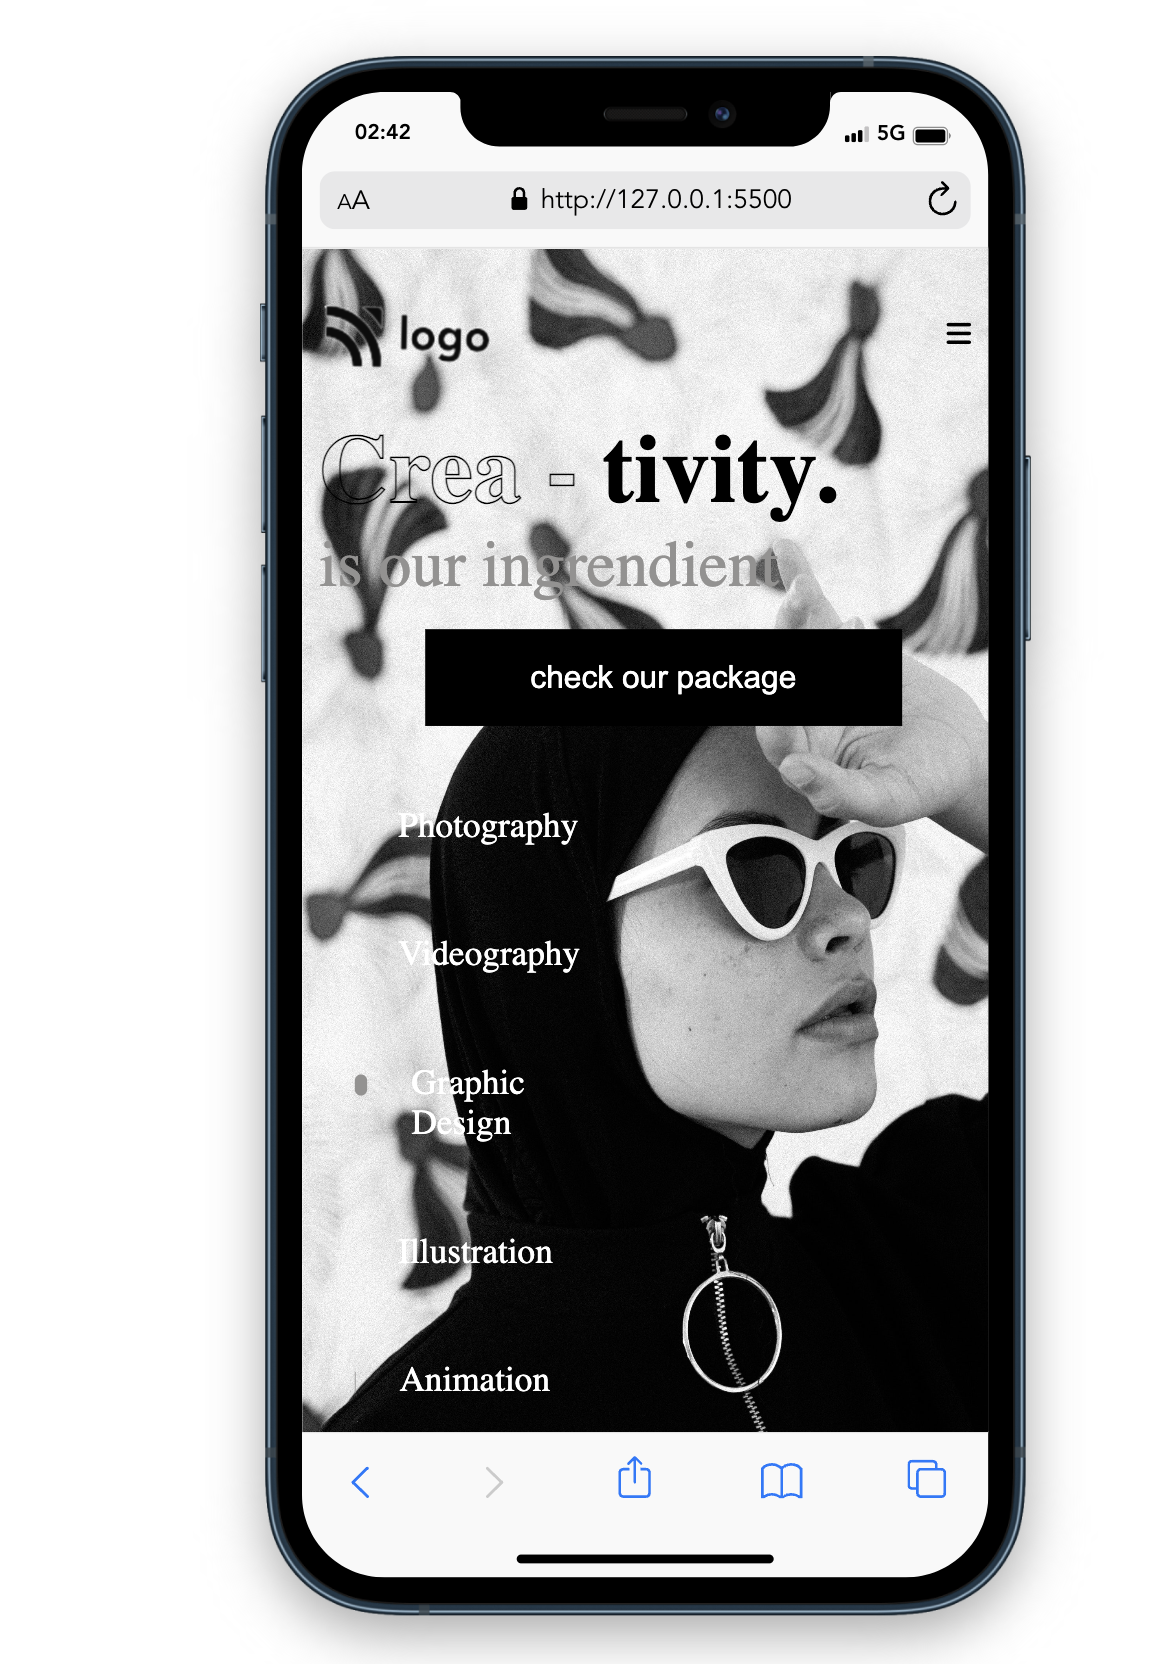 02:42
5G
AA
http://127.0.0.1:5500
logo
Crea - tivity.
is our ingrendient
check our package
Photography
Videography
Graphic
Design
Illustration
Animation